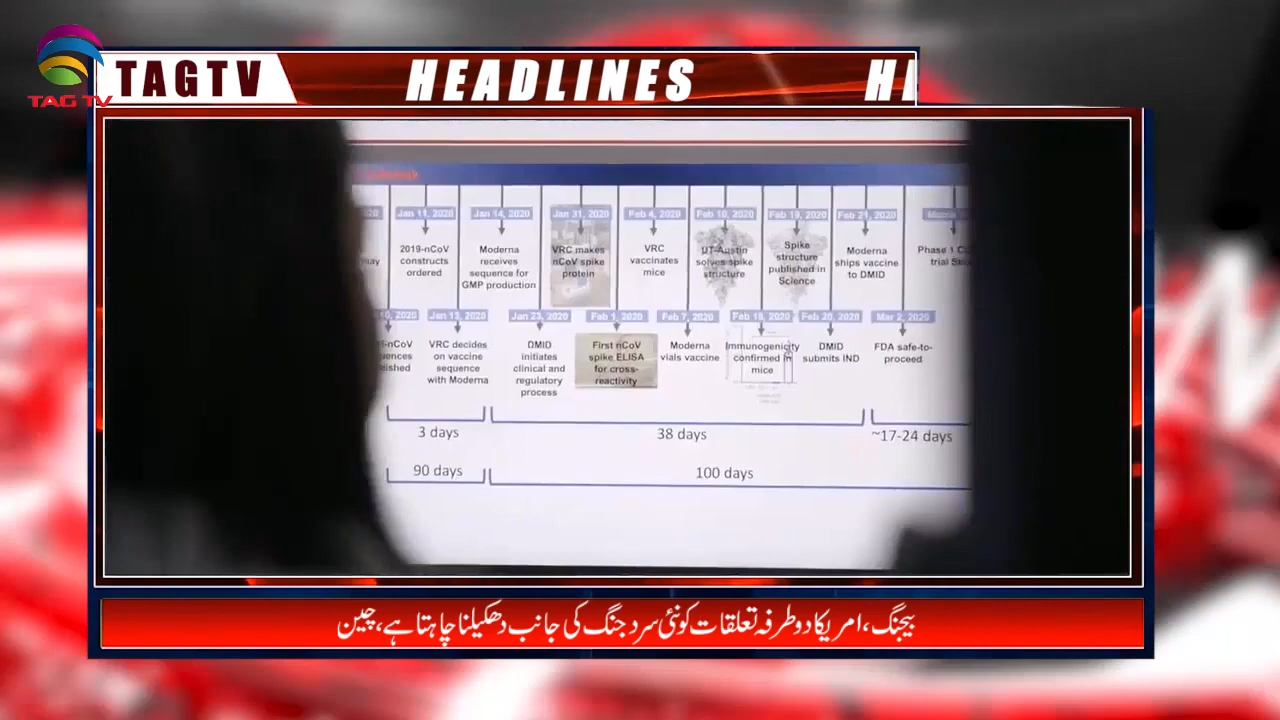 TAG TV
TAGTV
HEADLINES
Jan 11, 2020
Jan 14, 2020
Jan 31, 2020
Feb 4, 2020
Feb 10, 2020
Feb 19, 2020
Feb 21, 2020
2019-nCoV
constructs
ordered
Moderna
receives
sequence for
GMP production
VRC makes
nCoV spike
protein
VRC
vaccinates
mice
UT-Austin
solves spike
structure
Spike
structure
published in
Science
Moderna
ships vaccine
to DMID
Phase 1
trial
Jan 13, 2020
Jan 23, 2020
Feb 1, 2020
Feb 7, 2020
Feb 20, 2020
Mar 2, 2020
VRC decides
on vaccine
sequence
with Moderna
DMID
initiates
clinical and
regulatory
process
First nCoV
spike ELISA
for cross-
reactivity
Moderna
vials vaccine
Immunogenicity
confirmed in
mice
DMID
submits IND
FDA safe-to-
proceed
3 days
38 days
~17-24 days
90 days
100 days
بیجنگ، امریکا دو طرفہ تعلقات کو نئی سرد جنگ کی جانب دھکیلنا چاہتا ہے، چین